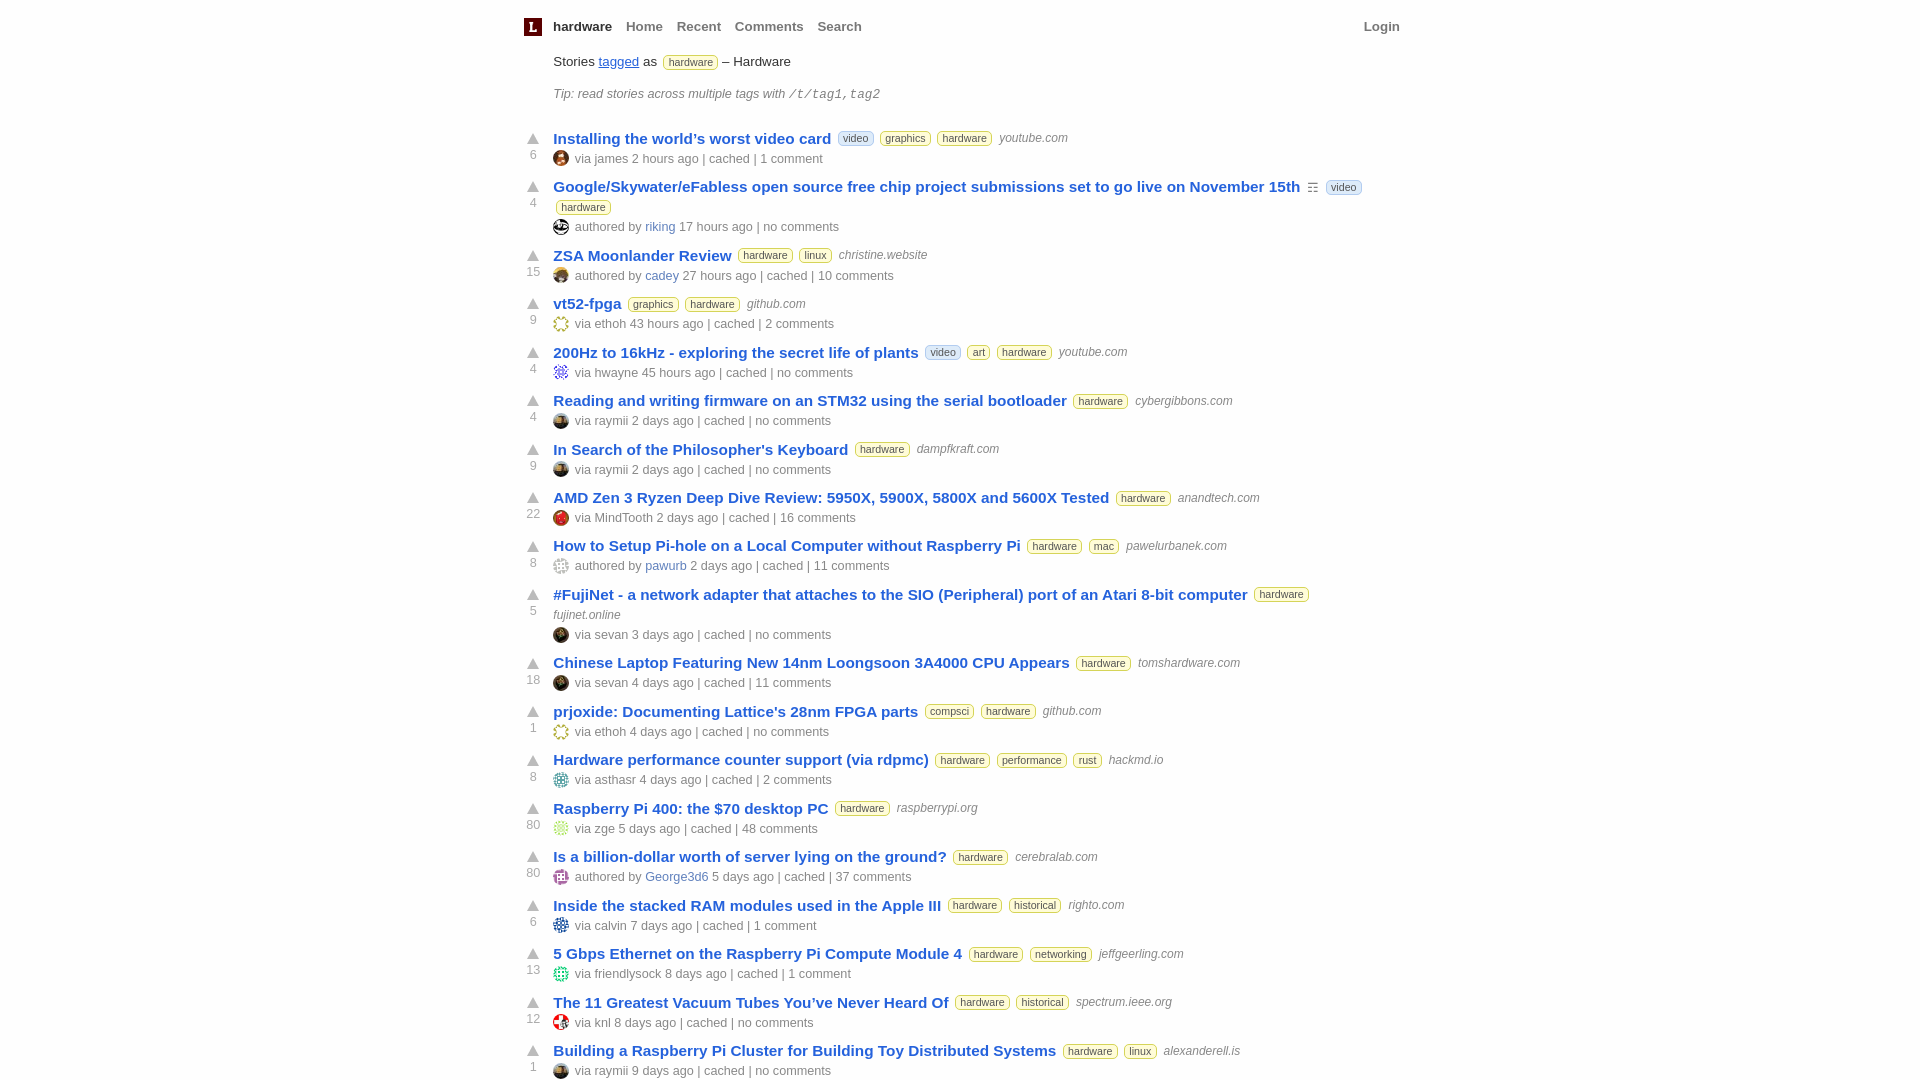 L hardware Home Recent Comments Search Login
Stories tagged as hardware – Hardware
Tip: read stories across multiple tags with /t/tag1,tag2
Installing the world’s worst video card video graphics hardware youtube.com
6 via james 2 hours ago | cached | 1 comment
Google/Skywater/eFabless open source free chip project submissions set to go live on November 15th ☶ video
4 hardware
authored by riking 17 hours ago | no comments
ZSA Moonlander Review hardware linux christine.website
15 authored by cadey 27 hours ago | cached | 10 comments
vt52-fpga graphics hardware github.com
9 via ethoh 43 hours ago | cached | 2 comments
200Hz to 16kHz - exploring the secret life of plants video art hardware youtube.com
4 via hwayne 45 hours ago | cached | no comments
Reading and writing firmware on an STM32 using the serial bootloader hardware cybergibbons.com
4 via raymii 2 days ago | cached | no comments
In Search of the Philosopher's Keyboard hardware dampfkraft.com
9 via raymii 2 days ago | cached | no comments
AMD Zen 3 Ryzen Deep Dive Review: 5950X, 5900X, 5800X and 5600X Tested hardware anandtech.com
22 via MindTooth 2 days ago | cached | 16 comments
How to Setup Pi-hole on a Local Computer without Raspberry Pi hardware mac pawelurbanek.com
8 authored by pawurb 2 days ago | cached | 11 comments
#FujiNet - a network adapter that attaches to the SIO (Peripheral) port of an Atari 8-bit computer hardware
5 fujinet.online
via sevan 3 days ago | cached | no comments
Chinese Laptop Featuring New 14nm Loongsoon 3A4000 CPU Appears hardware tomshardware.com
18 via sevan 4 days ago | cached | 11 comments
prjoxide: Documenting Lattice's 28nm FPGA parts compsci hardware github.com
1 via ethoh 4 days ago | cached | no comments
Hardware performance counter support (via rdpmc) hardware performance rust hackmd.io
8 via asthasr 4 days ago | cached | 2 comments
Raspberry Pi 400: the $70 desktop PC hardware raspberrypi.org
80 via zge 5 days ago | cached | 48 comments
Is a billion-dollar worth of server lying on the ground? hardware cerebralab.com
80 authored by George3d6 5 days ago | cached | 37 comments
Inside the stacked RAM modules used in the Apple III hardware historical righto.com
6 via calvin 7 days ago | cached | 1 comment
5 Gbps Ethernet on the Raspberry Pi Compute Module 4 hardware networking jeffgeerling.com
13 via friendlysock 8 days ago | cached | 1 comment
The 11 Greatest Vacuum Tubes You’ve Never Heard Of hardware historical spectrum.ieee.org
12 via knl 8 days ago | cached | no comments
Building a Raspberry Pi Cluster for Building Toy Distributed Systems hardware linux alexanderell.is
1 via raymii 9 days ago | cached | no comments